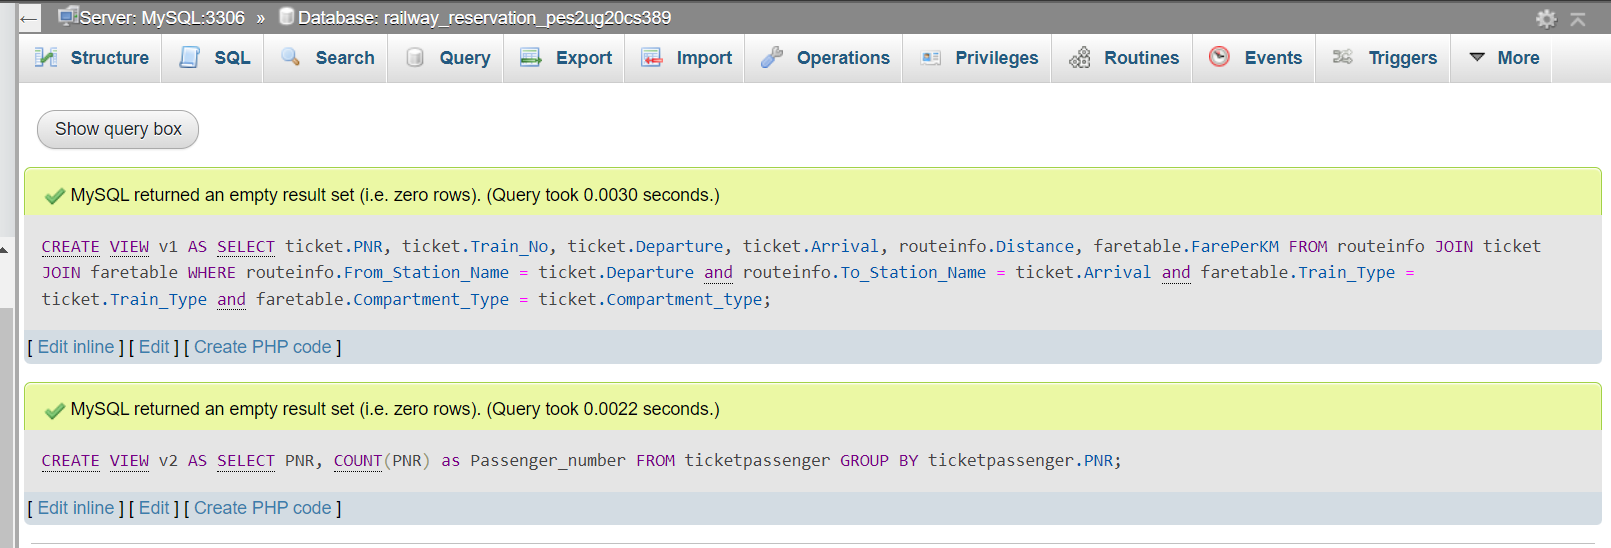 ← Server: MySQL:3306 » Database: railway_reservation_pes2ug20cs389
Structure SQL Search Query Export Import Operations Privileges Routines Events Triggers More
Show query box
MySQL returned an empty result set (i.e. zero rows). (Query took 0.0030 seconds.)
CREATE VIEW v1 AS SELECT ticket.PNR, ticket.Train_No, ticket.Departure, ticket.Arrival, routeinfo.Distance, faretable.FarePerKM FROM routeinfo JOIN ticket
JOIN faretable WHERE routeinfo.From_Station_Name = ticket.Departure and routeinfo.To_Station_Name = ticket.Arrival and faretable.Train_Type =
ticket.Train_Type and faretable.Compartment_Type = ticket.Compartment_type;
[ Edit inline ] [ Edit ] [ Create PHP code ]
MySQL returned an empty result set (i.e. zero rows). (Query took 0.0022 seconds.)
CREATE VIEW v2 AS SELECT PNR, COUNT(PNR) as Passenger_number FROM ticketpassenger GROUP BY ticketpassenger.PNR;
[ Edit inline ] [ Edit ] [ Create PHP code ]